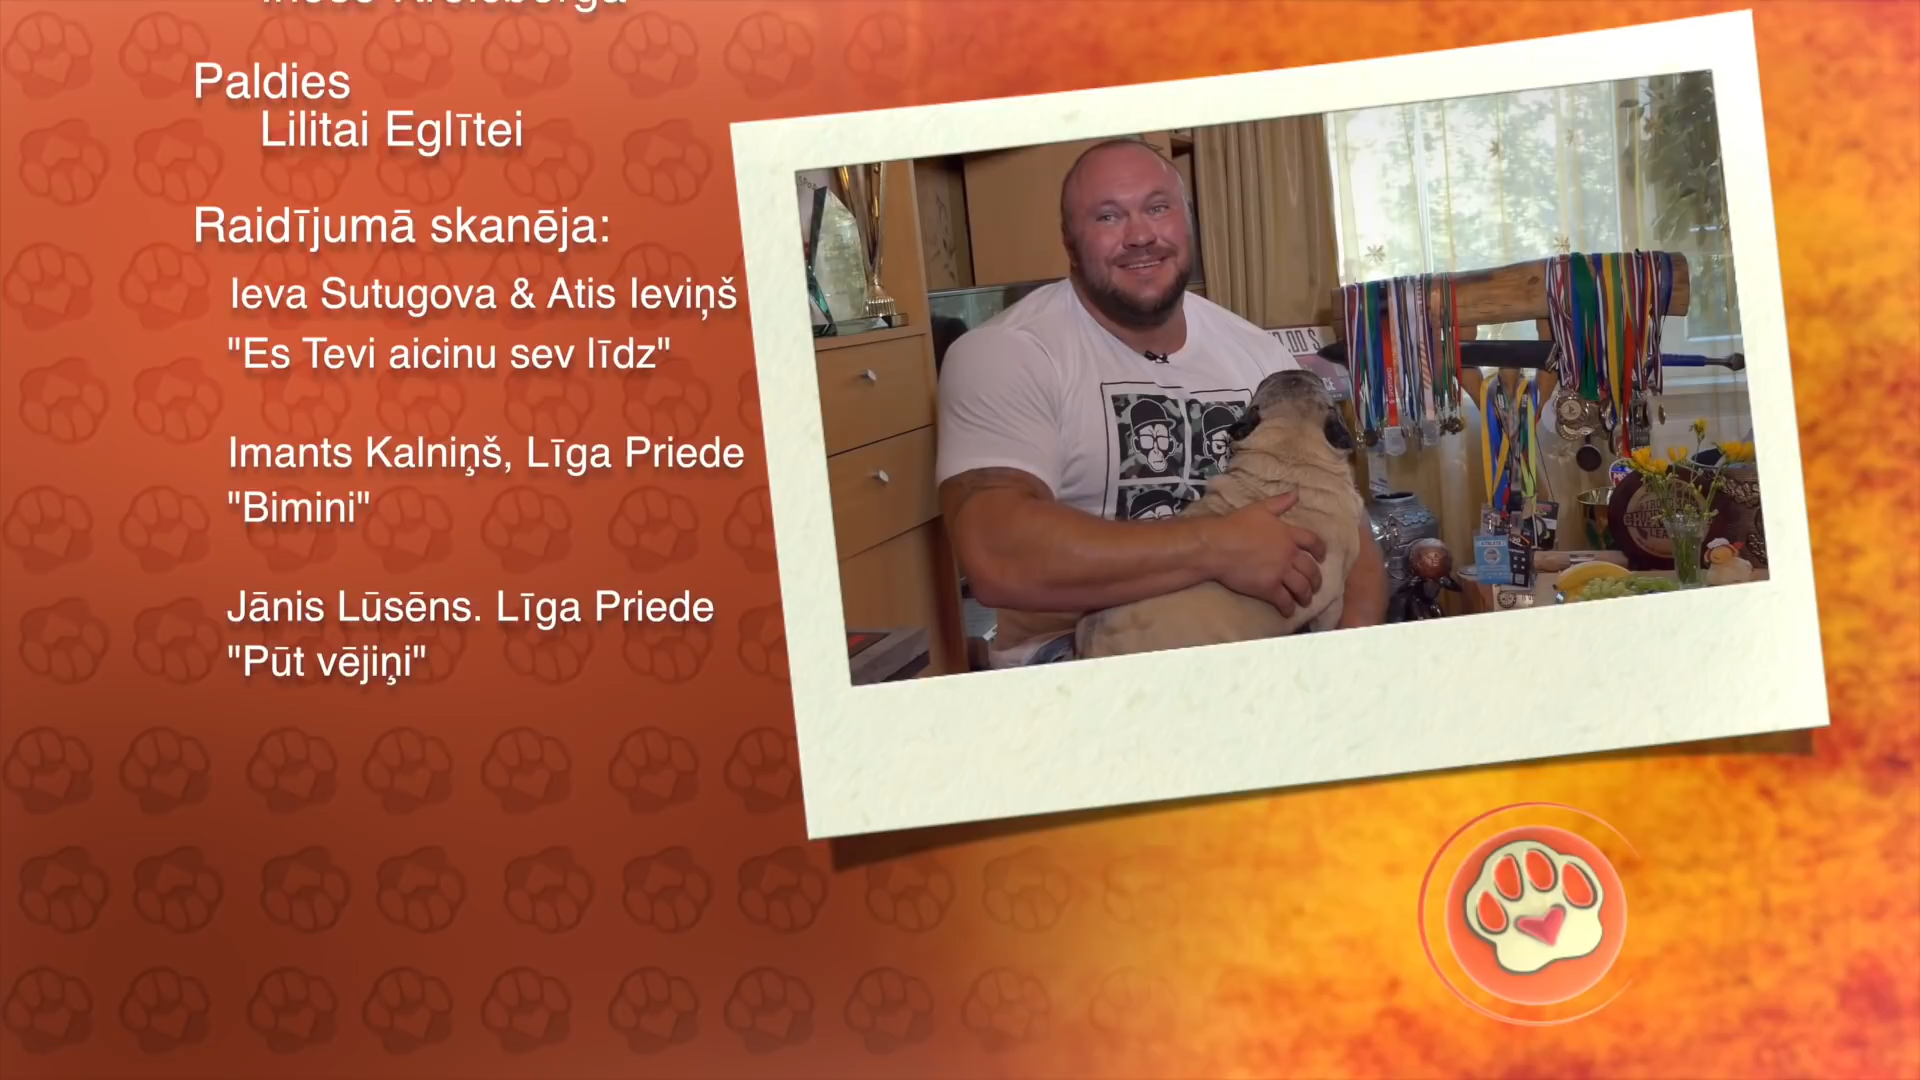 Paldies
Lilitai Eglītei
Raidījumā skanēja:
Ieva Sutugova & Atis Ieviņš
"Es Tevi aicinu sev līdz"
Imants Kalniņš, Līga Priede
"Bimini"
Jānis Lūsēns. Līga Priede
"Pūt vējiņi"